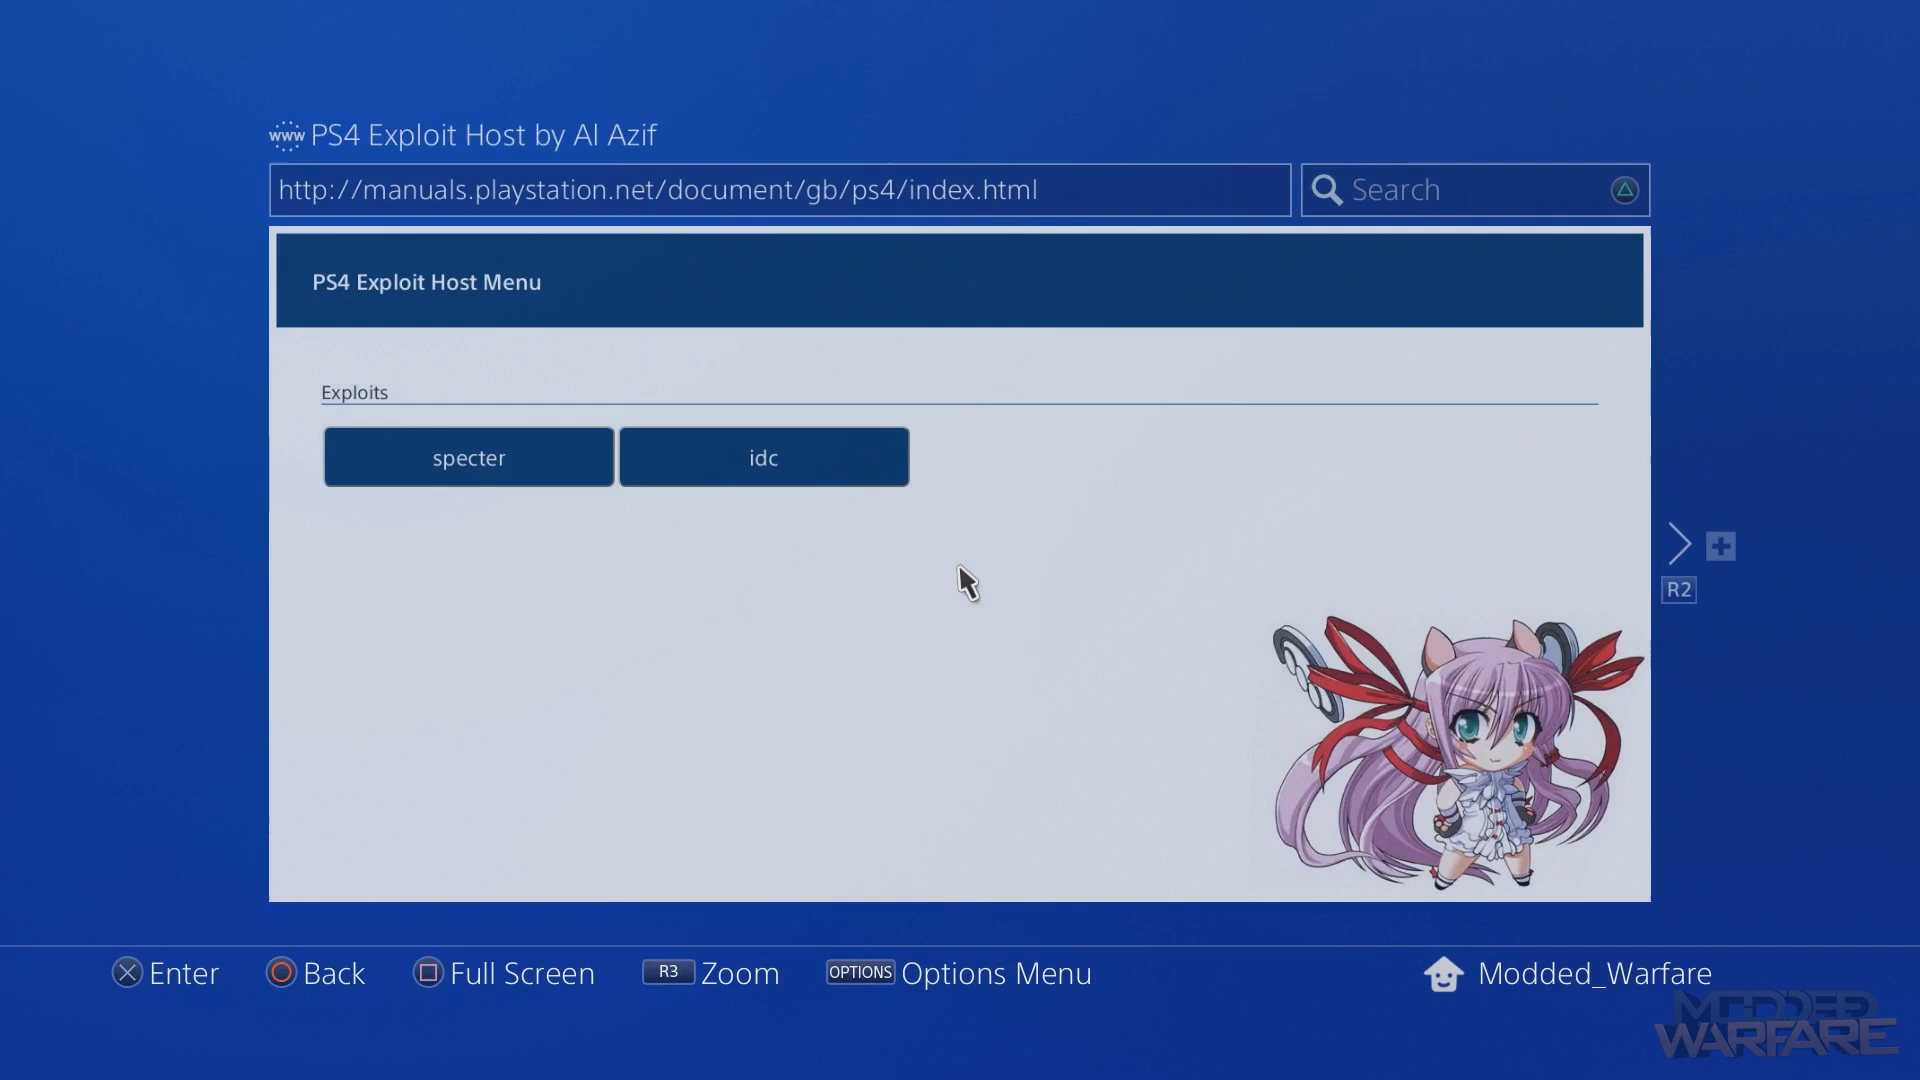 www PS4 Exploit Host by Al Azif
http://manuals.playstation.net/document/gb/ps4/index.html
Search
PS4 Exploit Host Menu
Exploits
specter idc
R2
Enter Back Full Screen R3 Zoom OPTIONS Options Menu Modded_Warfare
MODDED
WARFARE